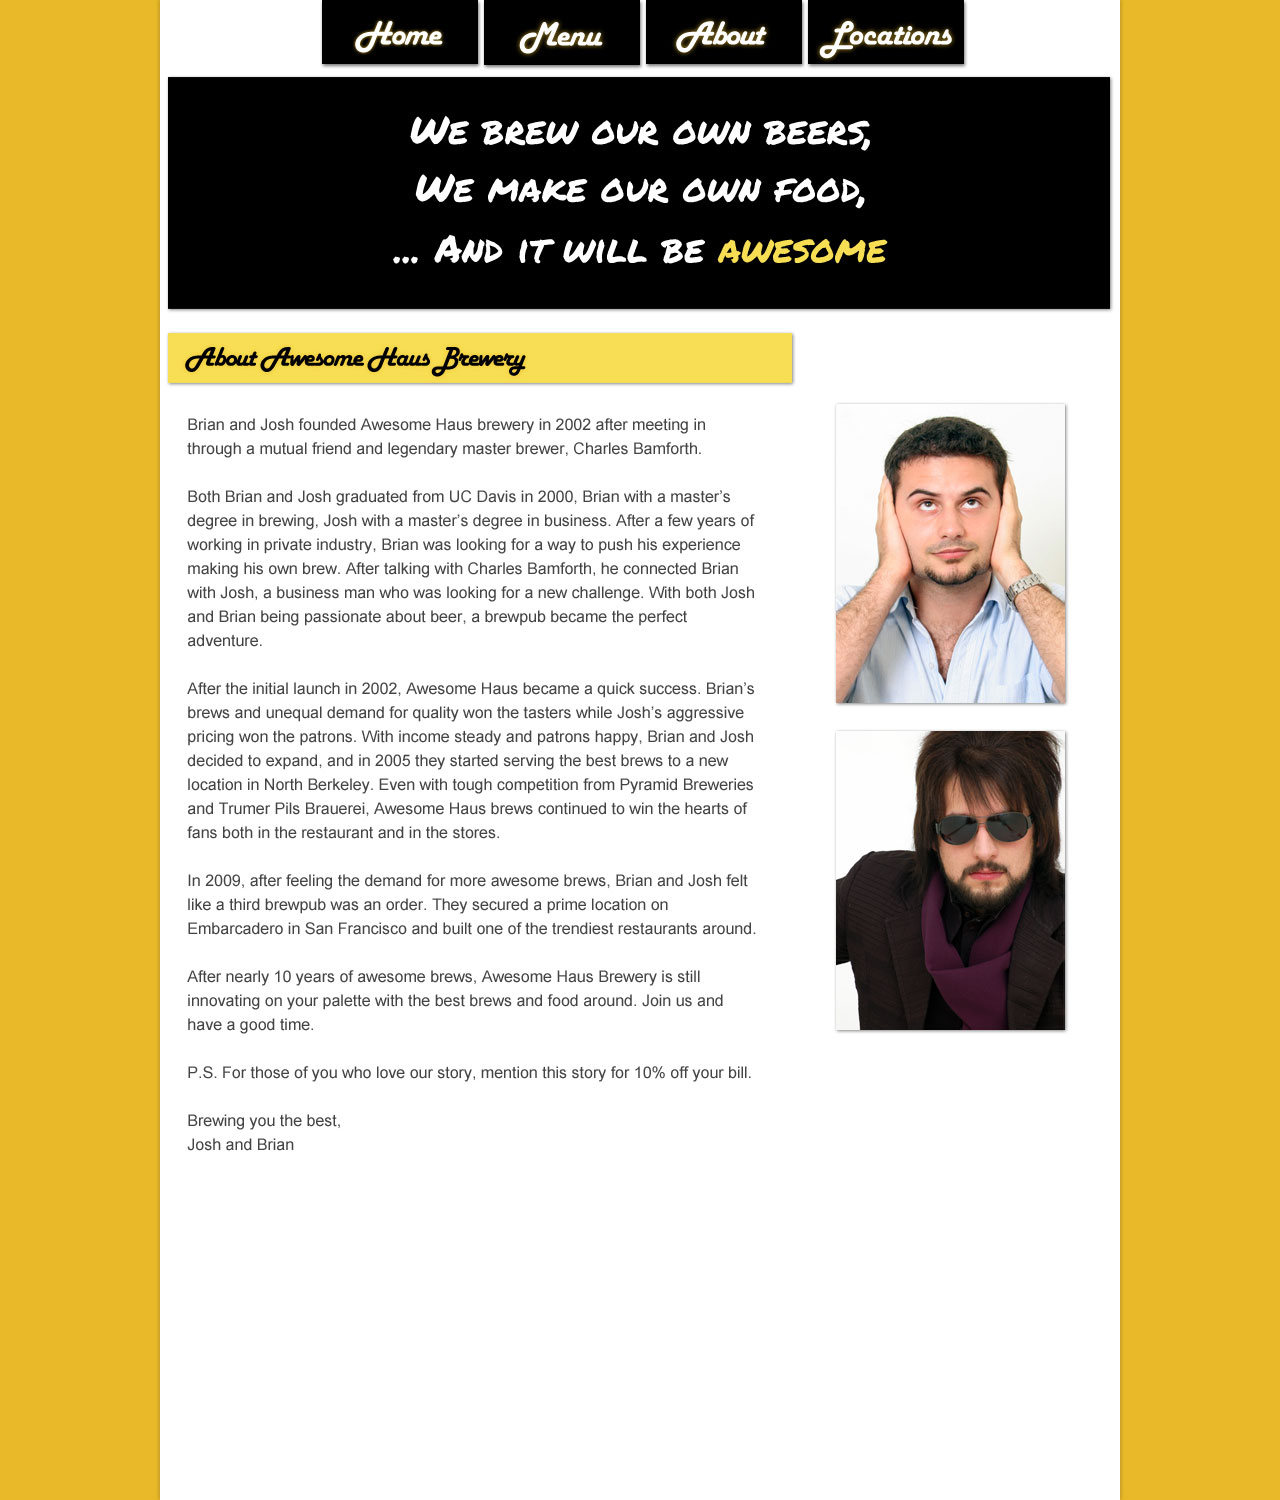 Home Menu About Locations
We brew our own beers,
We make our own food,
... And it will be awesome
About Awesome Haus Brewery
Brian and Josh founded Awesome Haus brewery in 2002 after meeting in
through a mutual friend and legendary master brewer, Charles Bamforth.
Both Brian and Josh graduated from UC Davis in 2000, Brian with a master’s
degree in brewing, Josh with a master’s degree in business. After a few years of
working in private industry, Brian was looking for a way to push his experience
making his own brew. After talking with Charles Bamforth, he connected Brian
with Josh, a business man who was looking for a new challenge. With both Josh
and Brian being passionate about beer, a brewpub became the perfect
adventure.
After the initial launch in 2002, Awesome Haus became a quick success. Brian’s
brews and unequal demand for quality won the tasters while Josh’s aggressive
pricing won the patrons. With income steady and patrons happy, Brian and Josh
decided to expand, and in 2005 they started serving the best brews to a new
location in North Berkeley. Even with tough competition from Pyramid Breweries
and Trumer Pils Brauerei, Awesome Haus brews continued to win the hearts of
fans both in the restaurant and in the stores.
In 2009, after feeling the demand for more awesome brews, Brian and Josh felt
like a third brewpub was an order. They secured a prime location on
Embarcadero in San Francisco and built one of the trendiest restaurants around.
After nearly 10 years of awesome brews, Awesome Haus Brewery is still
innovating on your palette with the best brews and food around. Join us and
have a good time.
P.S. For those of you who love our story, mention this story for 10% off your bill.
Brewing you the best,
Josh and Brian